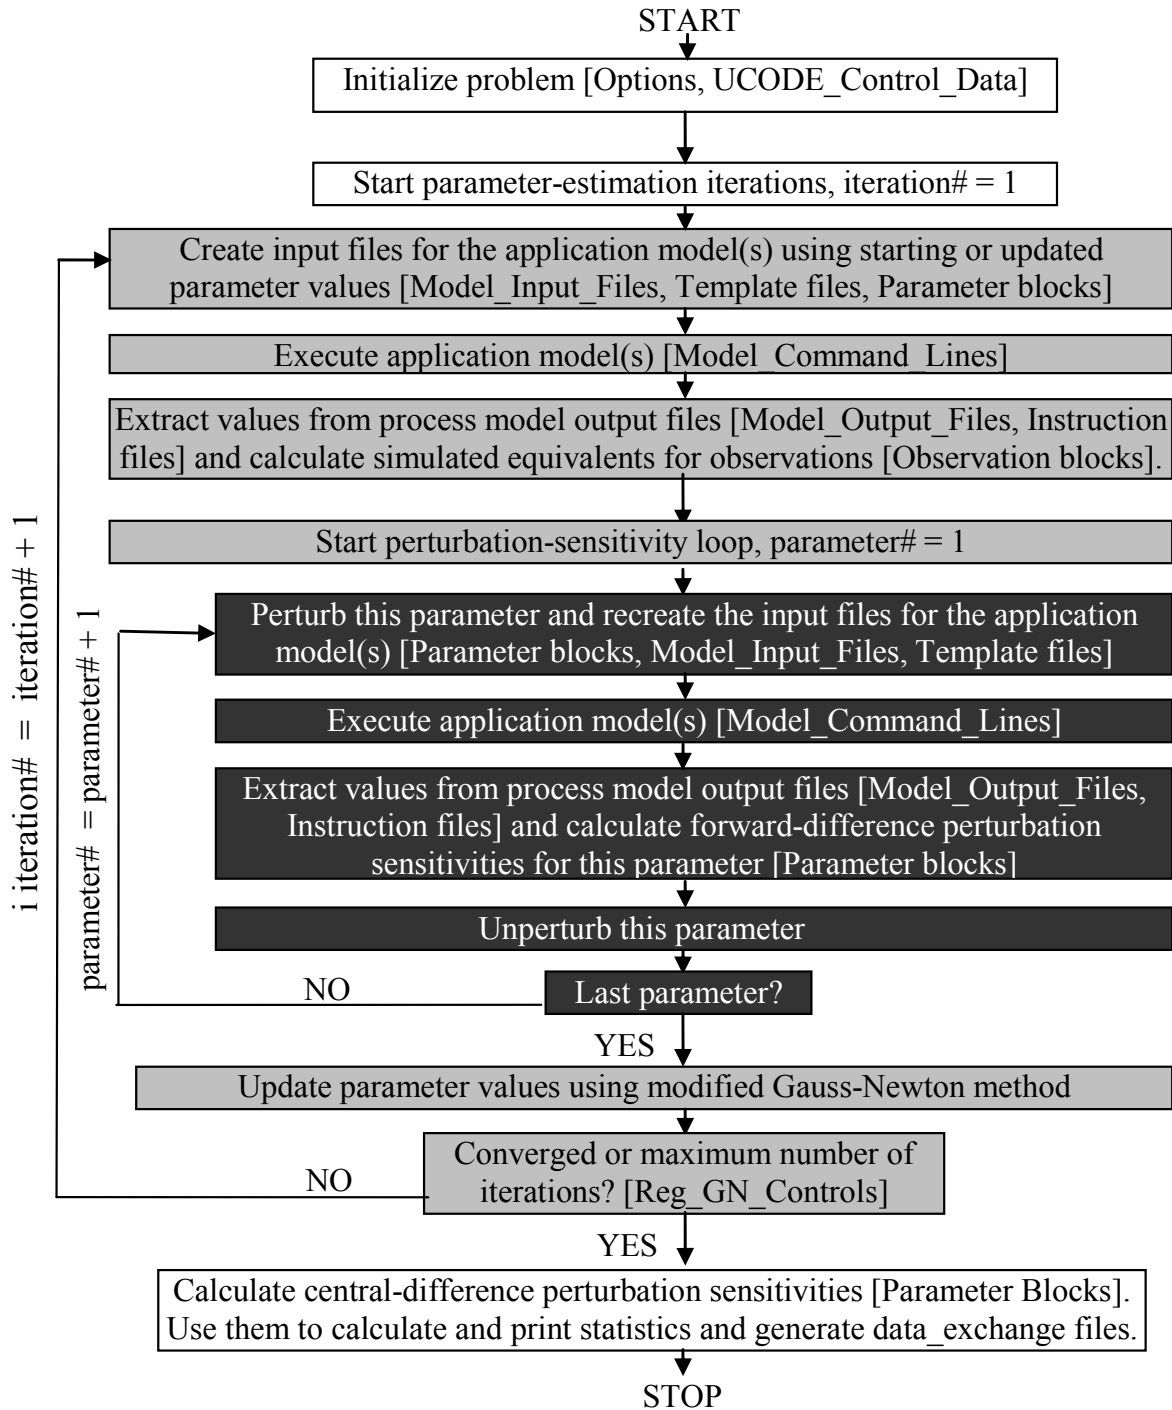 START
Initialize problem [Options, UCODE_Control_Data]
Start parameter-estimation iterations, iteration# = 1
Create input files for the application model(s) using starting or updated
parameter values [Model_Input_Files, Template files, Parameter blocks]
Execute application model(s) [Model_Command_Lines]
Extract values from process model output files [Model_Output_Files, Instruction
files] and calculate simulated equivalents for observations [Observation blocks].
Start perturbation-sensitivity loop, parameter# = 1
Perturb this parameter and recreate the input files for the application
model(s) [Parameter blocks, Model_Input_Files, Template files]
Execute application model(s) [Model_Command_Lines]
Extract values from process model output files [Model_Output_Files,
Instruction files] and calculate forward-difference perturbation
sensitivities for this parameter [Parameter blocks]
Unperturb this parameter
Last parameter?
NO
parameter# = parameter# + 1
YES
Update parameter values using modified Gauss-Newton method
Converged or maximum number of
iterations? [Reg_GN_Controls]
NO
i iteration# = iteration# + 1
YES
Calculate central-difference perturbation sensitivities [Parameter Blocks].
Use them to calculate and print statistics and generate data_exchange files.
STOP